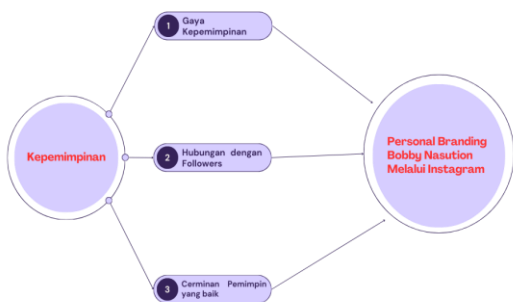 1 Gaya
Kepemimpinan
Kepemimpinan
2 Hubungan dengan
Followers
Personal Branding
Bobby Nasution
Melalui Instagram
3 Cerminan Pemimpin
yang baik